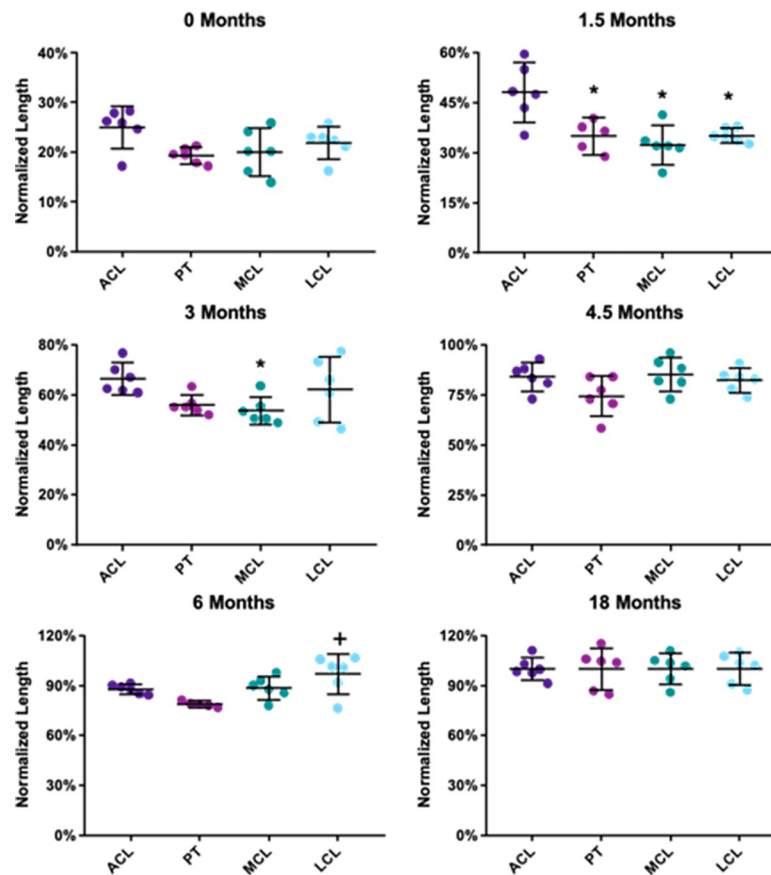 0 Months
Normalized Length
40%
30%
20%
10%
0%
ACL
PT
MCL
LCL
1.5 Months
Normalized Length
60%
45%
30%
15%
0%
*
*
*
ACL
PT
MCL
LCL
3 Months
Normalized Length
80%
60%
40%
20%
0%
*
ACL
PT
MCL
LCL
4.5 Months
Normalized Length
100%
75%
50%
25%
0%
ACL
PT
MCL
LCL
6 Months
Normalized Length
120%
90%
60%
30%
0%
+
ACL
PT
MCL
LCL
18 Months
Normalized Length
120%
90%
60%
30%
0%
ACL
PT
MCL
LCL